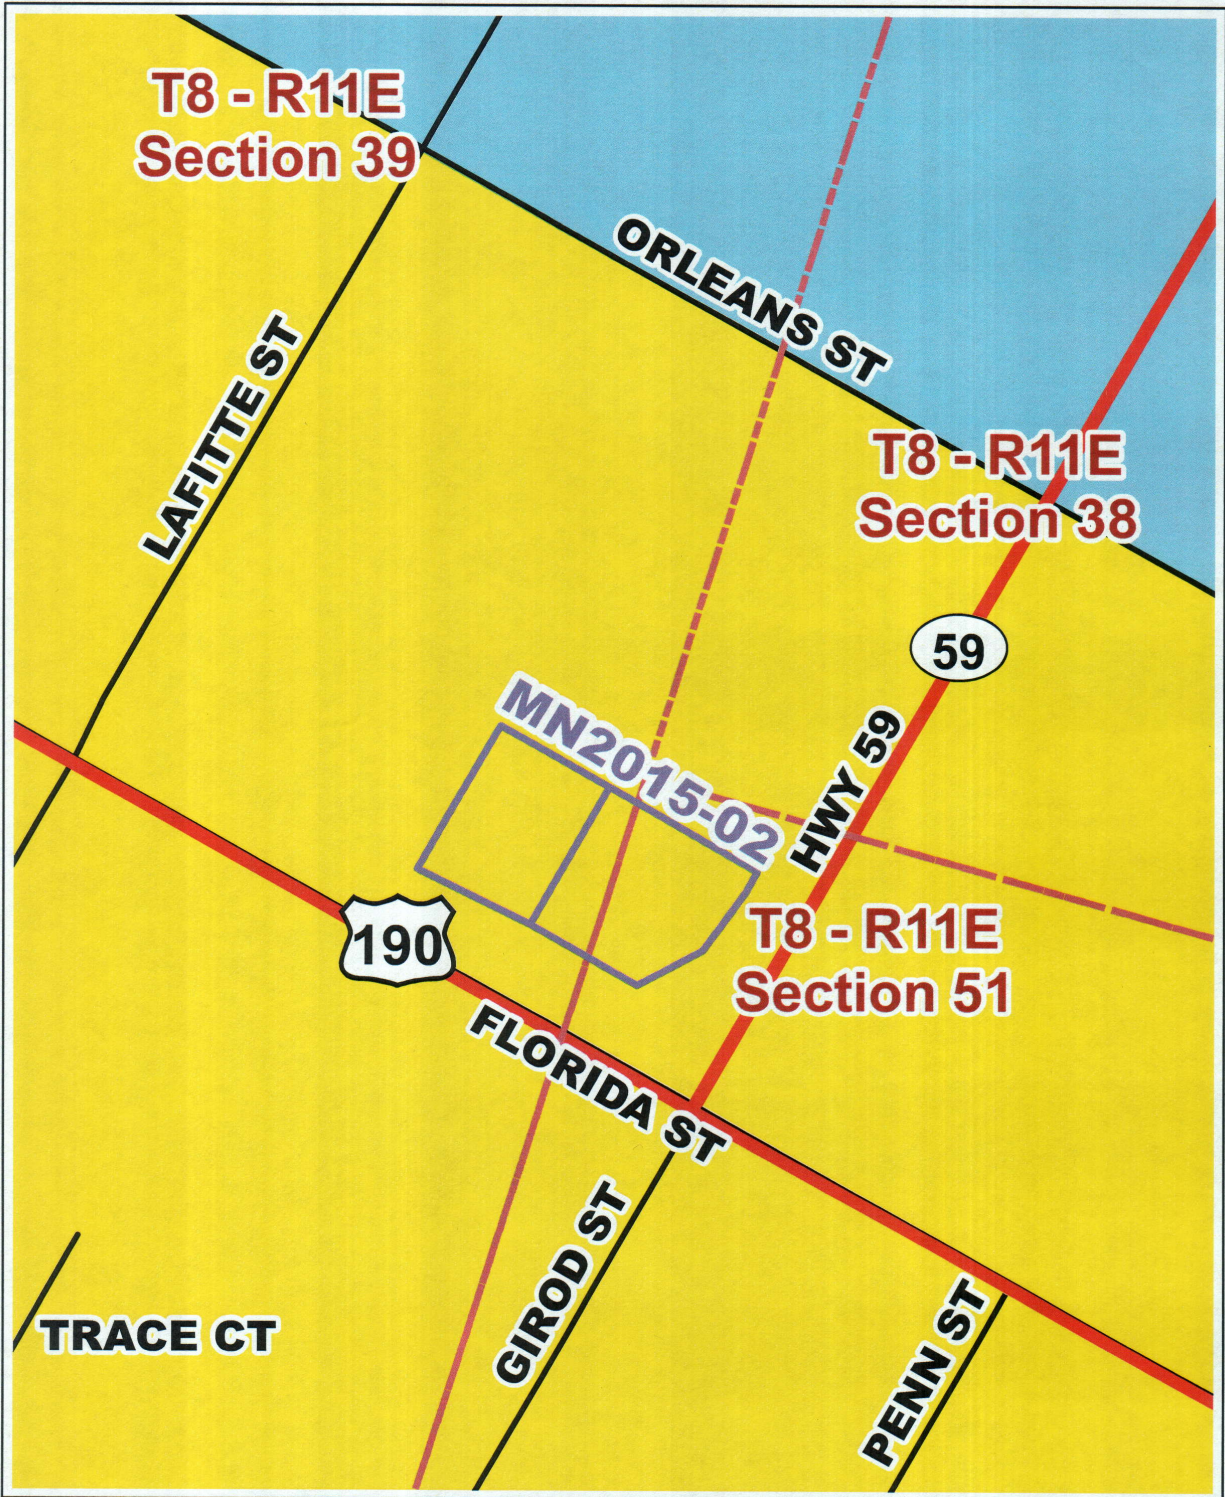 T8 - R11E
Section 39
ORLEANS ST
LAFITTE ST
T8 - R11E
Section 38
59
MN2015-02
HWY 59
190
T8 - R11E
Section 51
FLORIDA ST
GIROD ST
TRACE CT
PENN ST